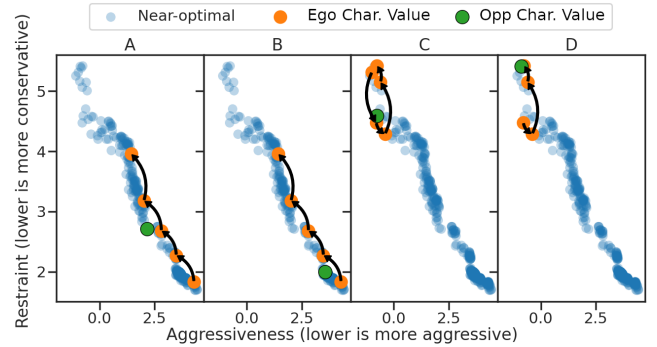 Near-optimal Ego Char. Value Opp Char. Value
A B C D
Restraint (lower is more conservative)
5
4
3
2
0.0 2.5 0.0 2.5 0.0 2.5 0.0 2.5
Aggressiveness (lower is more aggressive)